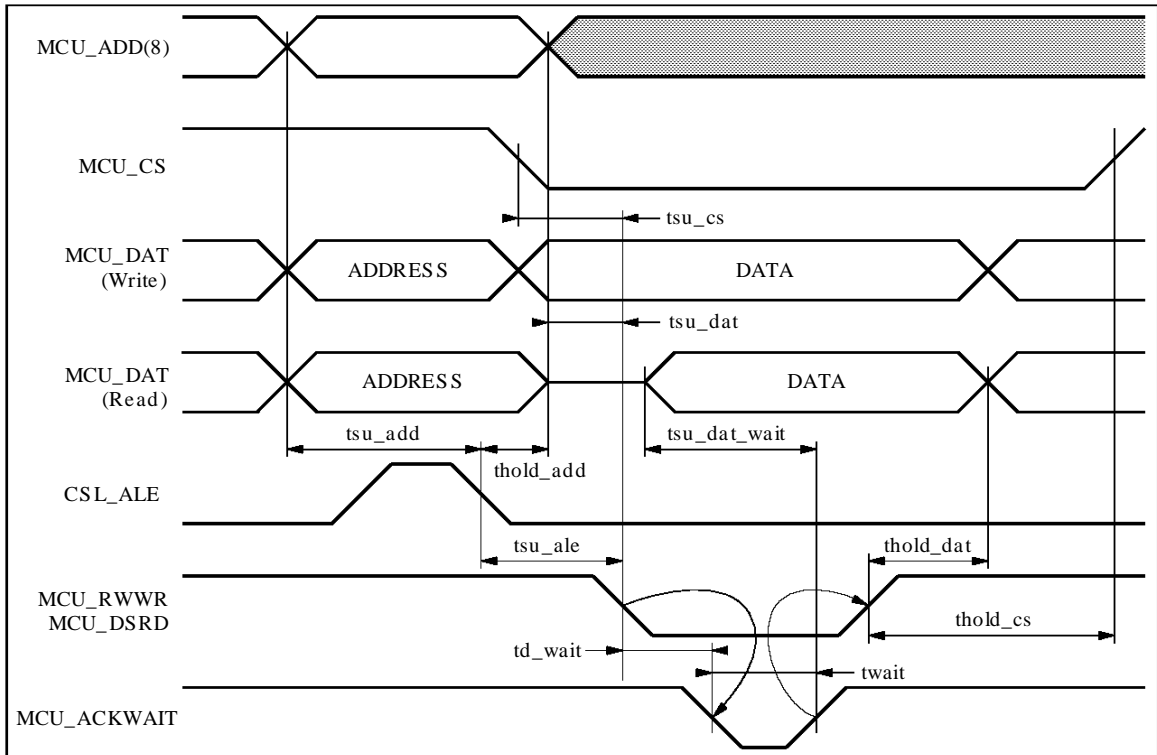 MCU_ADD(8)
MCU_CS
tsu_cs
MCU_DAT
(Write)
ADDRESS
DATA
tsu_dat
MCU_DAT
(Read)
ADDRESS
DATA
tsu_add
thold_add
tsu_dat_wait
CSL_ALE
tsu_ale
thold_dat
MCU_RWWR
MCU_DSRD
thold_cs
td_wait
twait
MCU_ACKWAIT